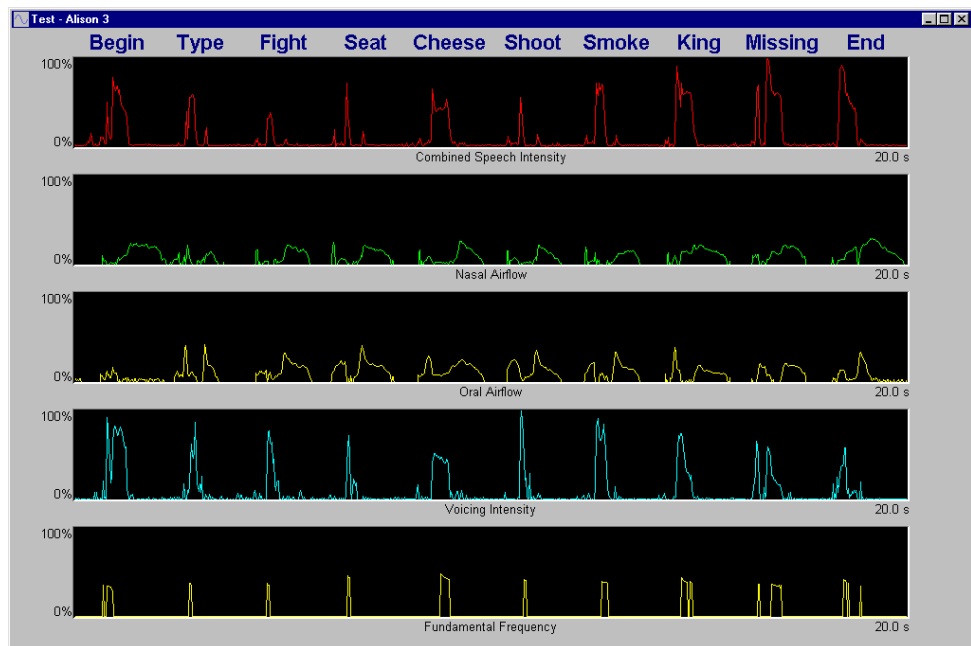 Test - Alison 3
Begin Type Fight Seat Cheese Shoot Smoke King Missing End
100%
0%
Combined Speech Intensity 20.0 s
100%
0%
Nasal Airflow 20.0 s
100%
0%
Oral Airflow 20.0 s
100%
0%
Voicing Intensity 20.0 s
100%
0%
Fundamental Frequency 20.0 s